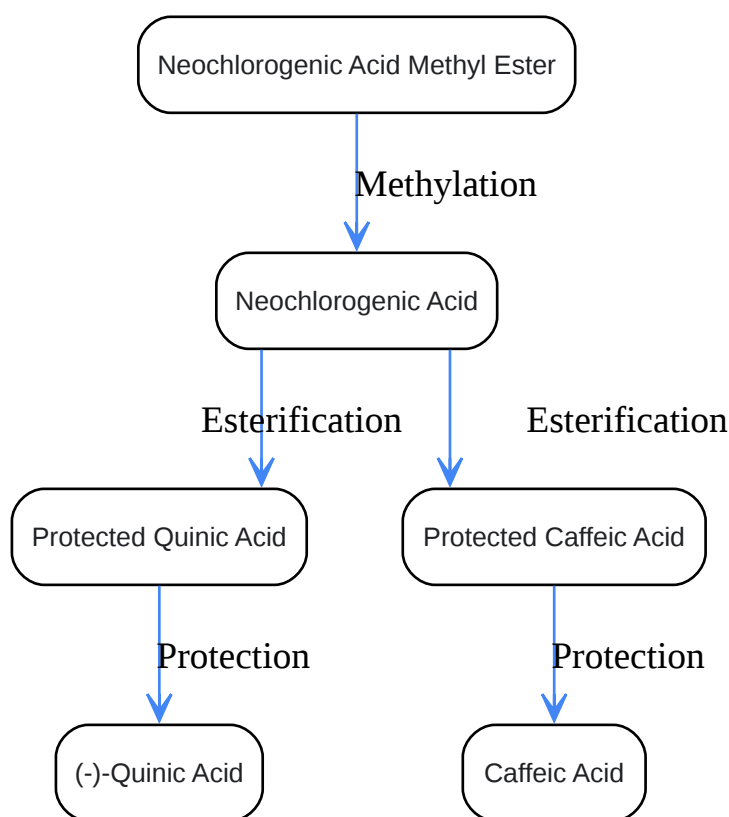 Neochlorogenic Acid Methyl Ester
Methylation
Neochlorogenic Acid
Esterification
Esterification
Protected Quinic Acid
Protected Caffeic Acid
Protection
Protection
(-)-Quinic Acid
Caffeic Acid